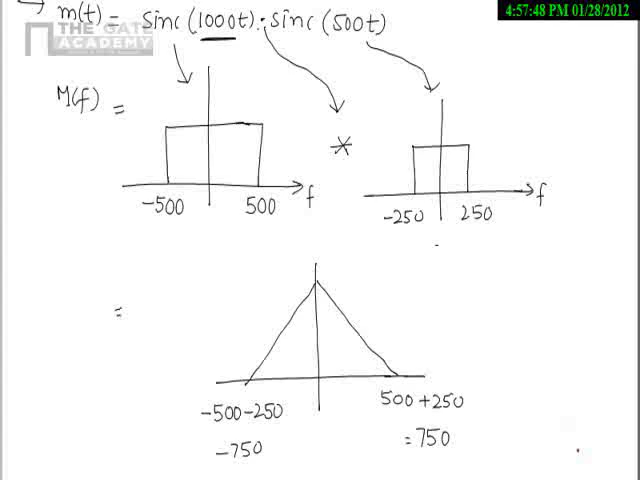 4:57:48 PM 01/28/2012
→ m(t) = sinc (1000t) · sinc (500t)
THE GATE
ACADEMY
M(f) =
*
-500 500 f
-250 250 f
=
-500-250 500+250
-750 = 750